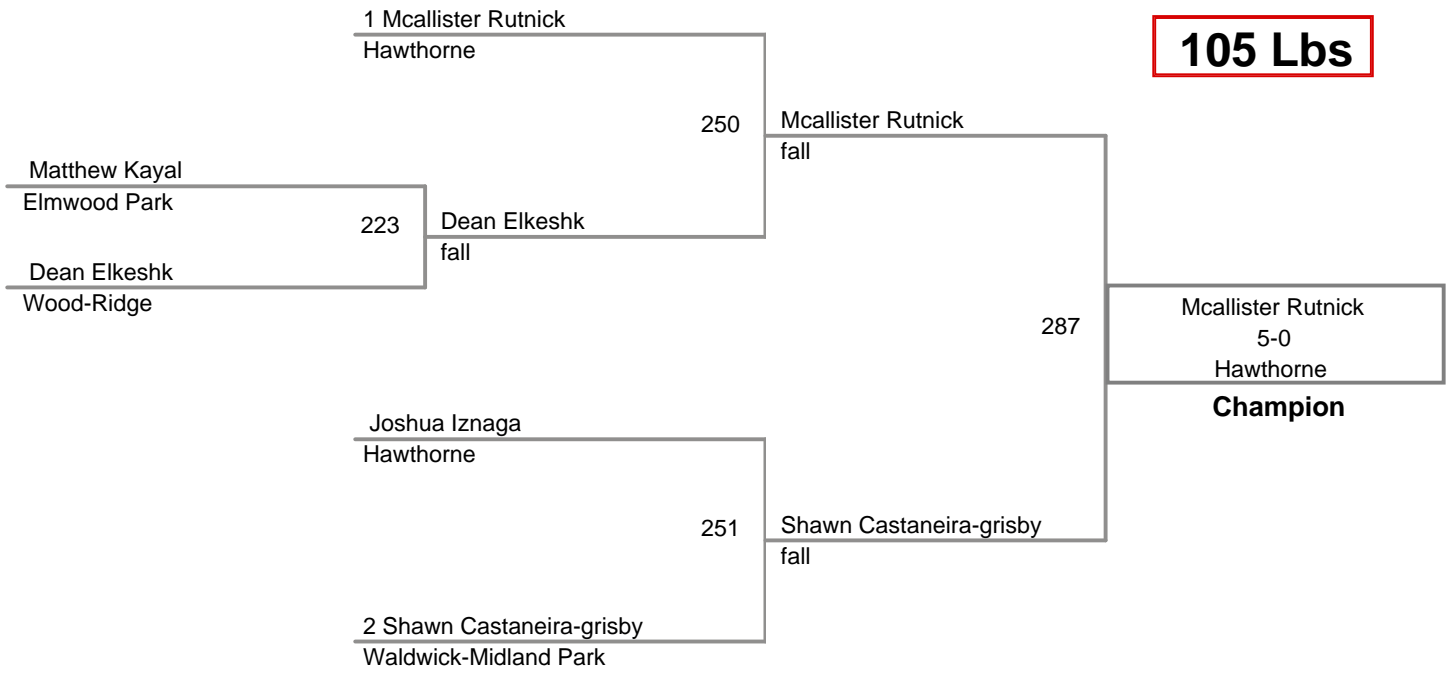 1 Mcallister Rutnick
Hawthorne
105 Lbs
250
Mcallister Rutnick
fall
Matthew Kayal
Elmwood Park
223
Dean Elkeshk
fall
Dean Elkeshk
Wood-Ridge
287
Mcallister Rutnick
5-0
Hawthorne
Champion
Joshua Iznaga
Hawthorne
251
Shawn Castaneira-grisby
fall
2 Shawn Castaneira-grisby
Waldwick-Midland Park